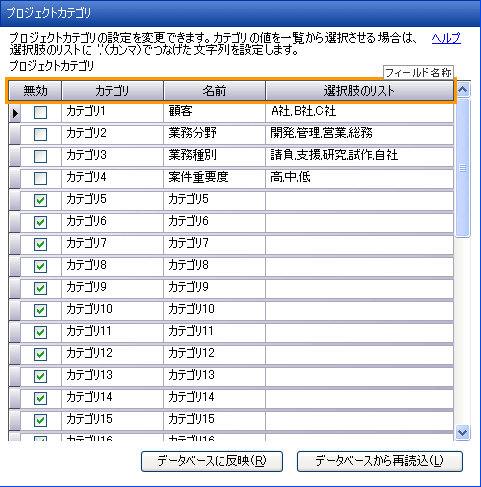 プロジェクトカテゴリ
プロジェクトカテゴリの設定を変更できます。カテゴリの値を一覧から選択させる場合は、 ヘルプ
選択肢のリストに ','(カンマ)でつなげた文字列を設定します。
プロジェクトカテゴリ
フィールド名称
無効 カテゴリ 名前 選択肢のリスト
カテゴリ1 顧客 A社,B社,C社
カテゴリ2 業務分野 開発,管理,営業,総務
カテゴリ3 業務種別 請負,支援,研究,試作,自社
カテゴリ4 案件重要度 高,中,低
カテゴリ5 カテゴリ5
カテゴリ6 カテゴリ6
カテゴリ7 カテゴリ7
カテゴリ8 カテゴリ8
カテゴリ9 カテゴリ9
カテゴリ10 カテゴリ10
カテゴリ11 カテゴリ11
カテゴリ12 カテゴリ12
カテゴリ13 カテゴリ13
カテゴリ14 カテゴリ14
カテゴリ15 カテゴリ15
カテゴリ16 カテゴリ16
データベースに反映(R) データベースから再読込(L)